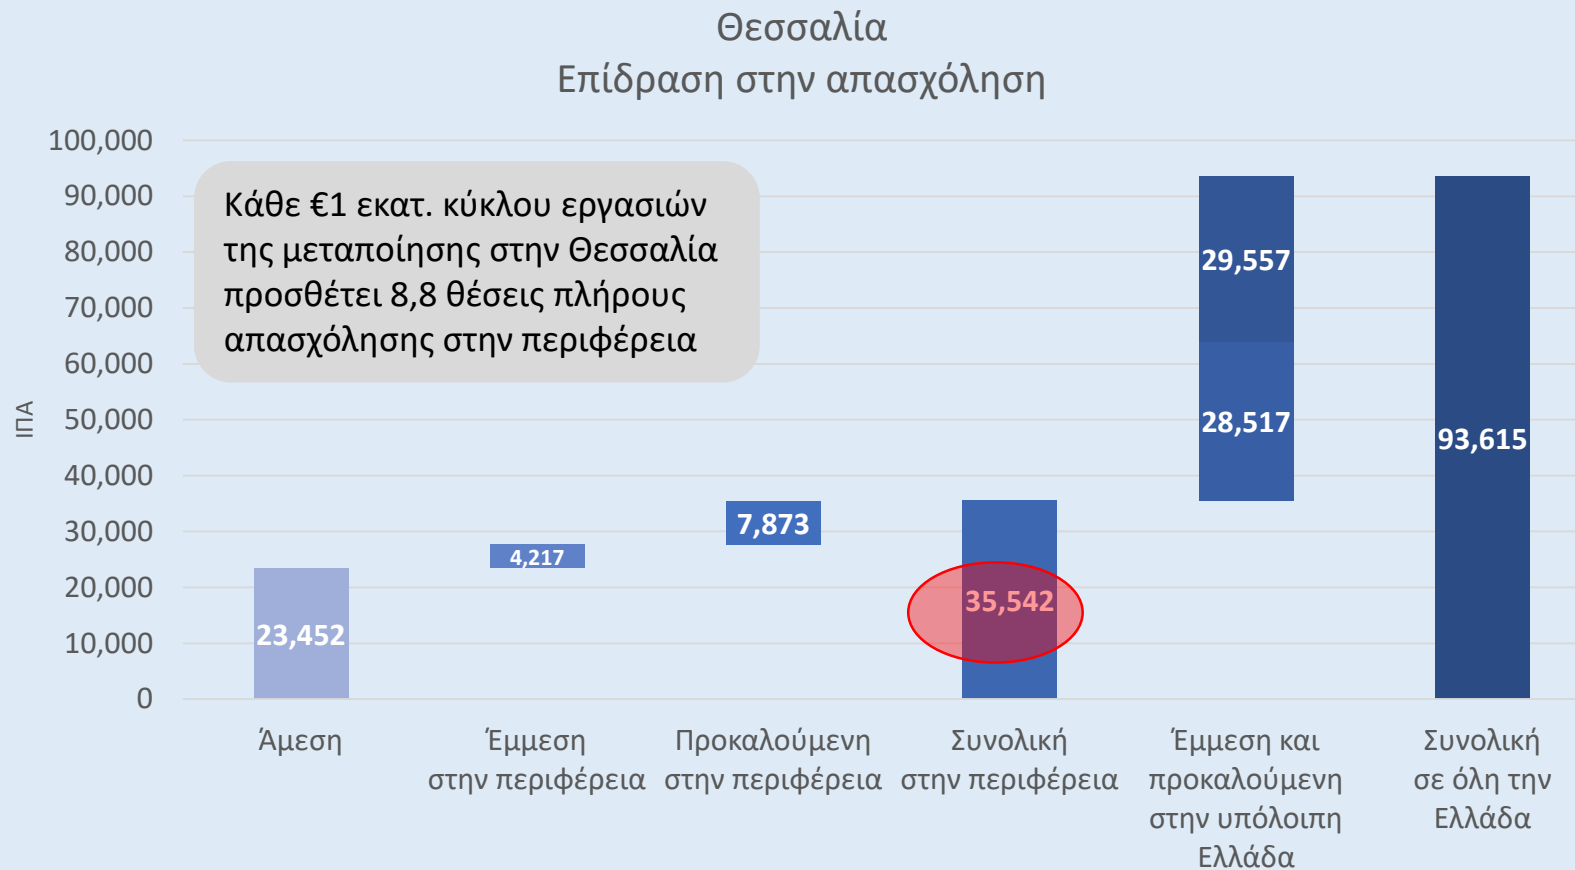 Θεσσαλία
Επίδραση στην απασχόληση
100,000
90,000
80,000
70,000
60,000
50,000
40,000
30,000
20,000
10,000
0
ΙΠΑ
Κάθε €1 εκατ. κύκλου εργασιών
της μεταποίησης στην Θεσσαλία
προσθέτει 8,8 θέσεις πλήρους
απασχόλησης στην περιφέρεια
23,452
4,217
7,873
35,542
29,557
28,517
93,615
Άμεση
Έμμεση
στην περιφέρεια
Προκαλούμενη
στην περιφέρεια
Συνολική
στην περιφέρεια
Έμμεση και
προκαλούμενη
στην υπόλοιπη
Ελλάδα
Συνολική
σε όλη την
Ελλάδα